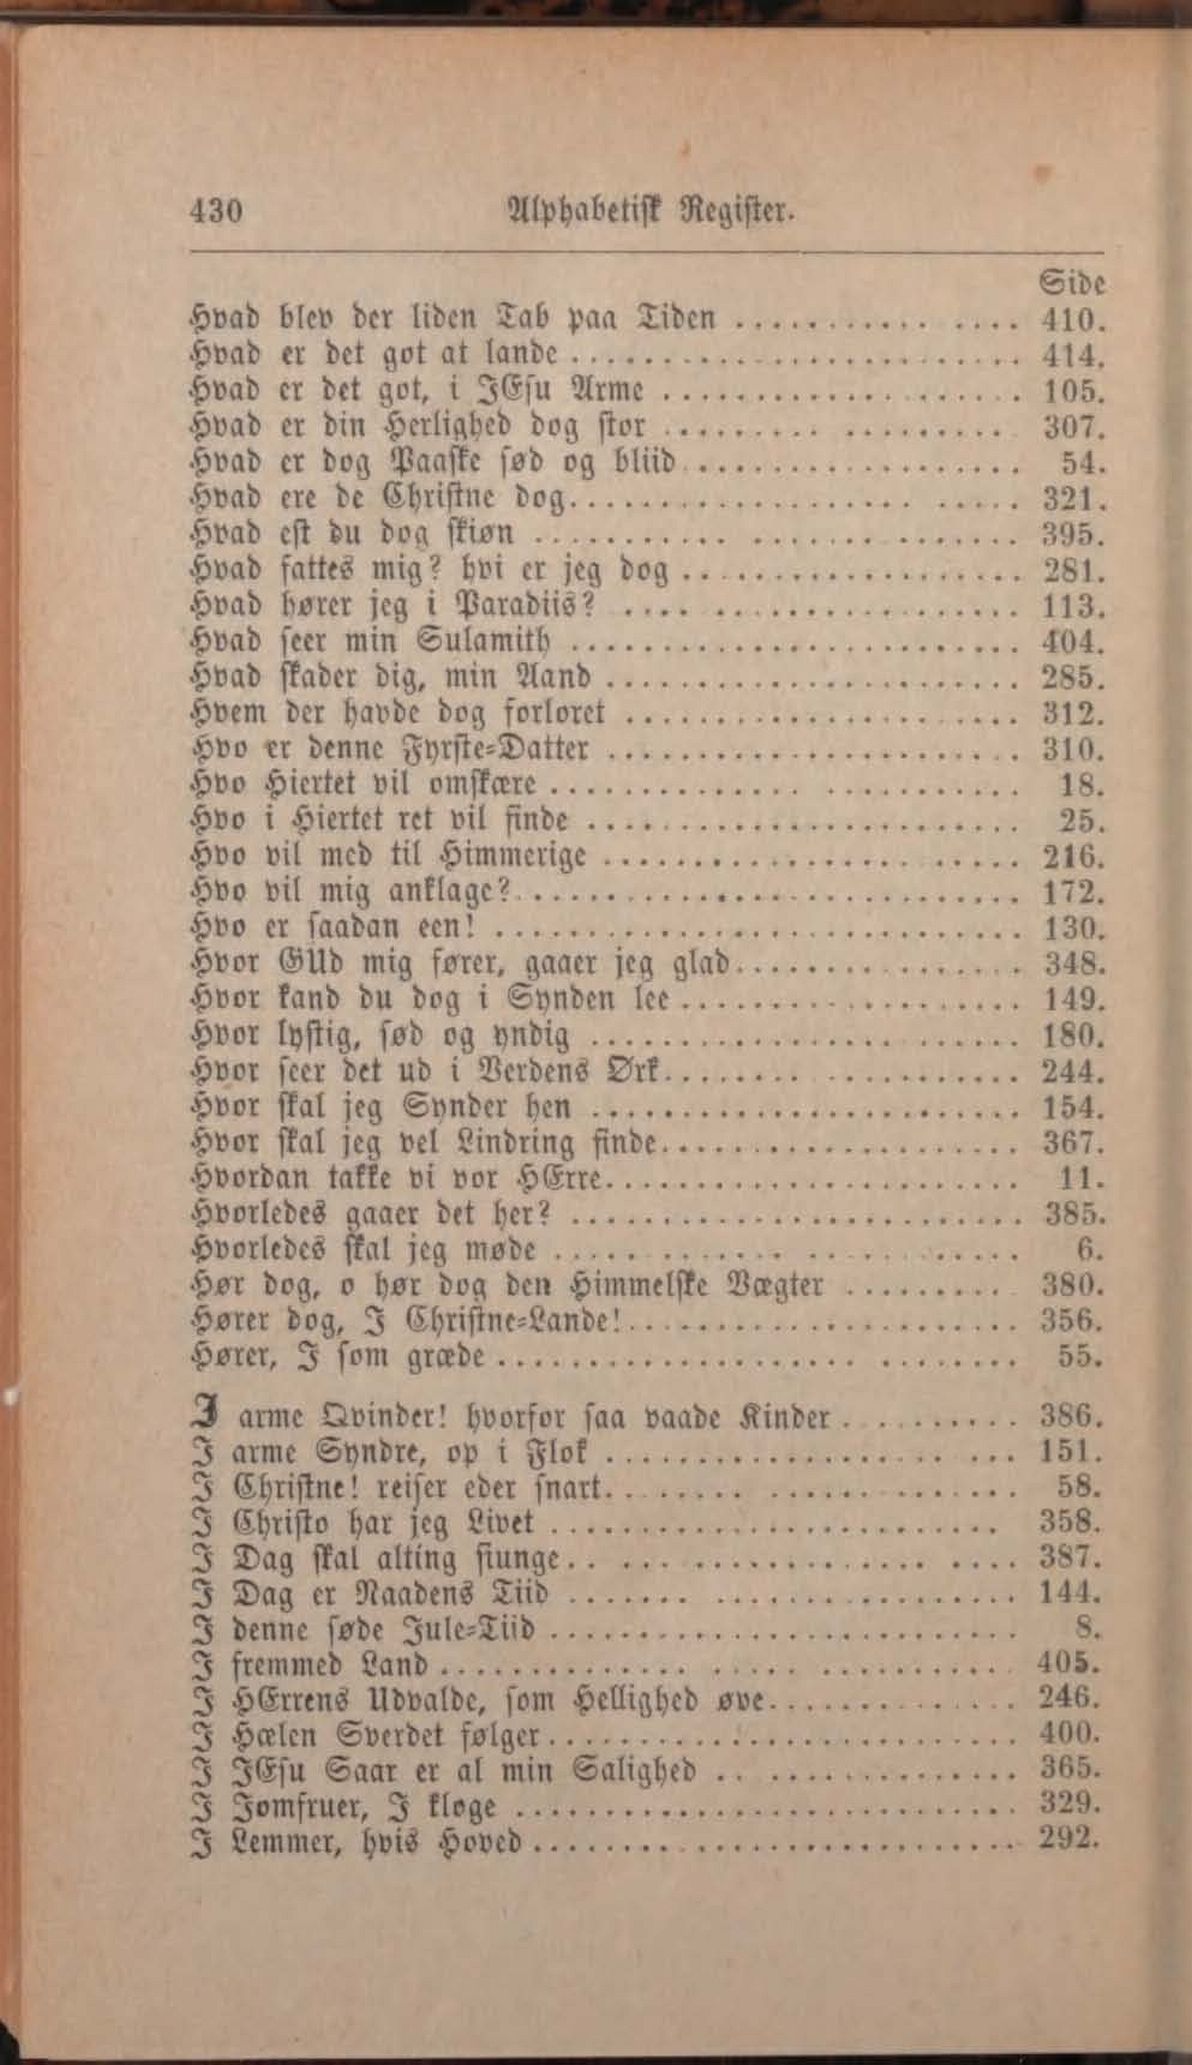 430 Alphabetisk Register.
Side
Hvad blev der liden Tab paa Tiden ................ 410.
Hvad er det got at lande ......................... 414.
Hvad er det got, i JEsu Arme .................... 105.
Hvad er din Herlighed dog stor .................. 307.
Hvad er dog Paaske sød og bliid .................. 54.
Hvad ere de Christne dog ........................ 321.
Hvad est du dog skiøn ........................... 395.
Hvad fattes mig? hvi er jeg dog ................. 281.
Hvad hører jeg i Paradiis? ...................... 113.
Hvad seer min Sulamith .......................... 404.
Hvad skader dig, min Aand ....................... 285.
Hvem der havde dog forloret ..................... 312.
Hvo er denne Fyrste-Datter ...................... 310.
Hvo Hiertet vil omskære .......................... 18.
Hvo i Hiertet ret vil finde ...................... 25.
Hvo vil med til Himmerige ....................... 216.
Hvo vil mig anklage? ............................ 172.
Hvo er saadan een! .............................. 130.
Hvor GUd mig fører, gaaer jeg glad .............. 348.
Hvor kand du dog i Synden lee ................... 149.
Hvor lystig, sød og yndig ....................... 180.
Hvor seer det ud i Verdens Ørk .................. 244.
Hvor skal jeg Synder hen ........................ 154.
Hvor skal jeg vel Lindring finde ................ 367.
Hvordan takke vi vor HErre ....................... 11.
Hvorledes gaaer det her? ........................ 385.
Hvorledes skal jeg møde ........................... 6.
Hør dog, o hør dog den Himmelske Vægter ......... 380.
Hører dog, I Christne-Lande! .................... 356.
Hører, I som græde ............................... 55.
I arme Qvinder! hvorfor saa vaade Kinder ........ 386.
I arme Syndre, op i Flok ........................ 151.
I Christne! reiser eder snart .................... 58.
I Christo har jeg Livet ......................... 358.
I Dag skal alting siunge ........................ 387.
I Dag er Naadens Tiid ........................... 144.
I denne søde Jule-Tiid ............................ 8.
I fremmed Land .................................. 405.
I HErrens Udvalde, som Hellighed øve ............ 246.
I Hælen Sverdet følger .......................... 400.
I JEsu Saar er al min Salighed .................. 365.
I Jomfruer, I kloge ............................. 329.
I Lemmer, hvis Hoved ............................ 292.